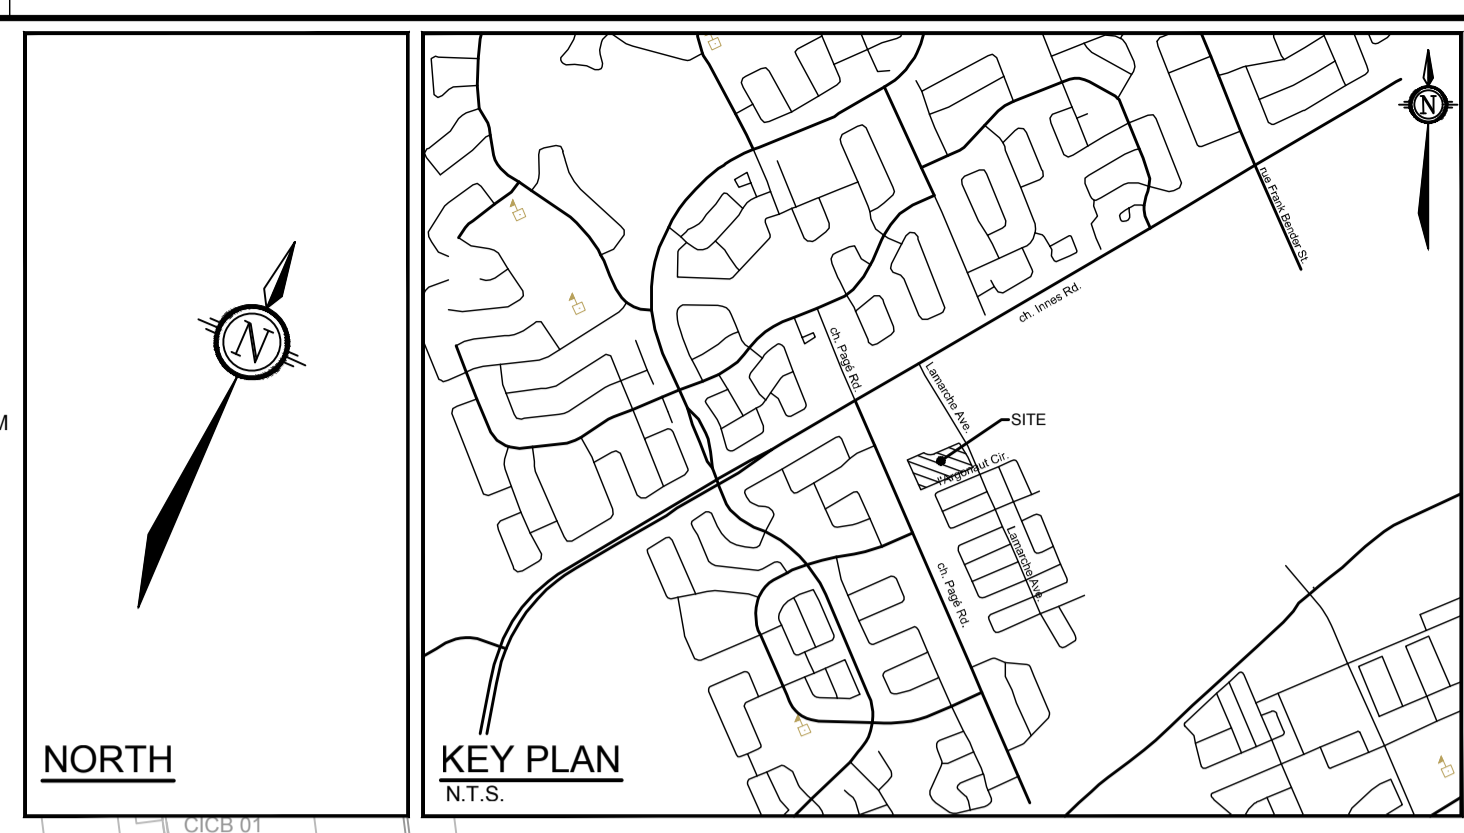 M
N
NORTH
N
ch. Innes Rd.
rue Frank Bender St.
ch. Pagé Rd.
Lamarche Ave.
SITE
l'Argonaut Cir.
Lamarche Ave.
ch. Pagé Rd.
KEY PLAN
N.T.S.
CICB 01